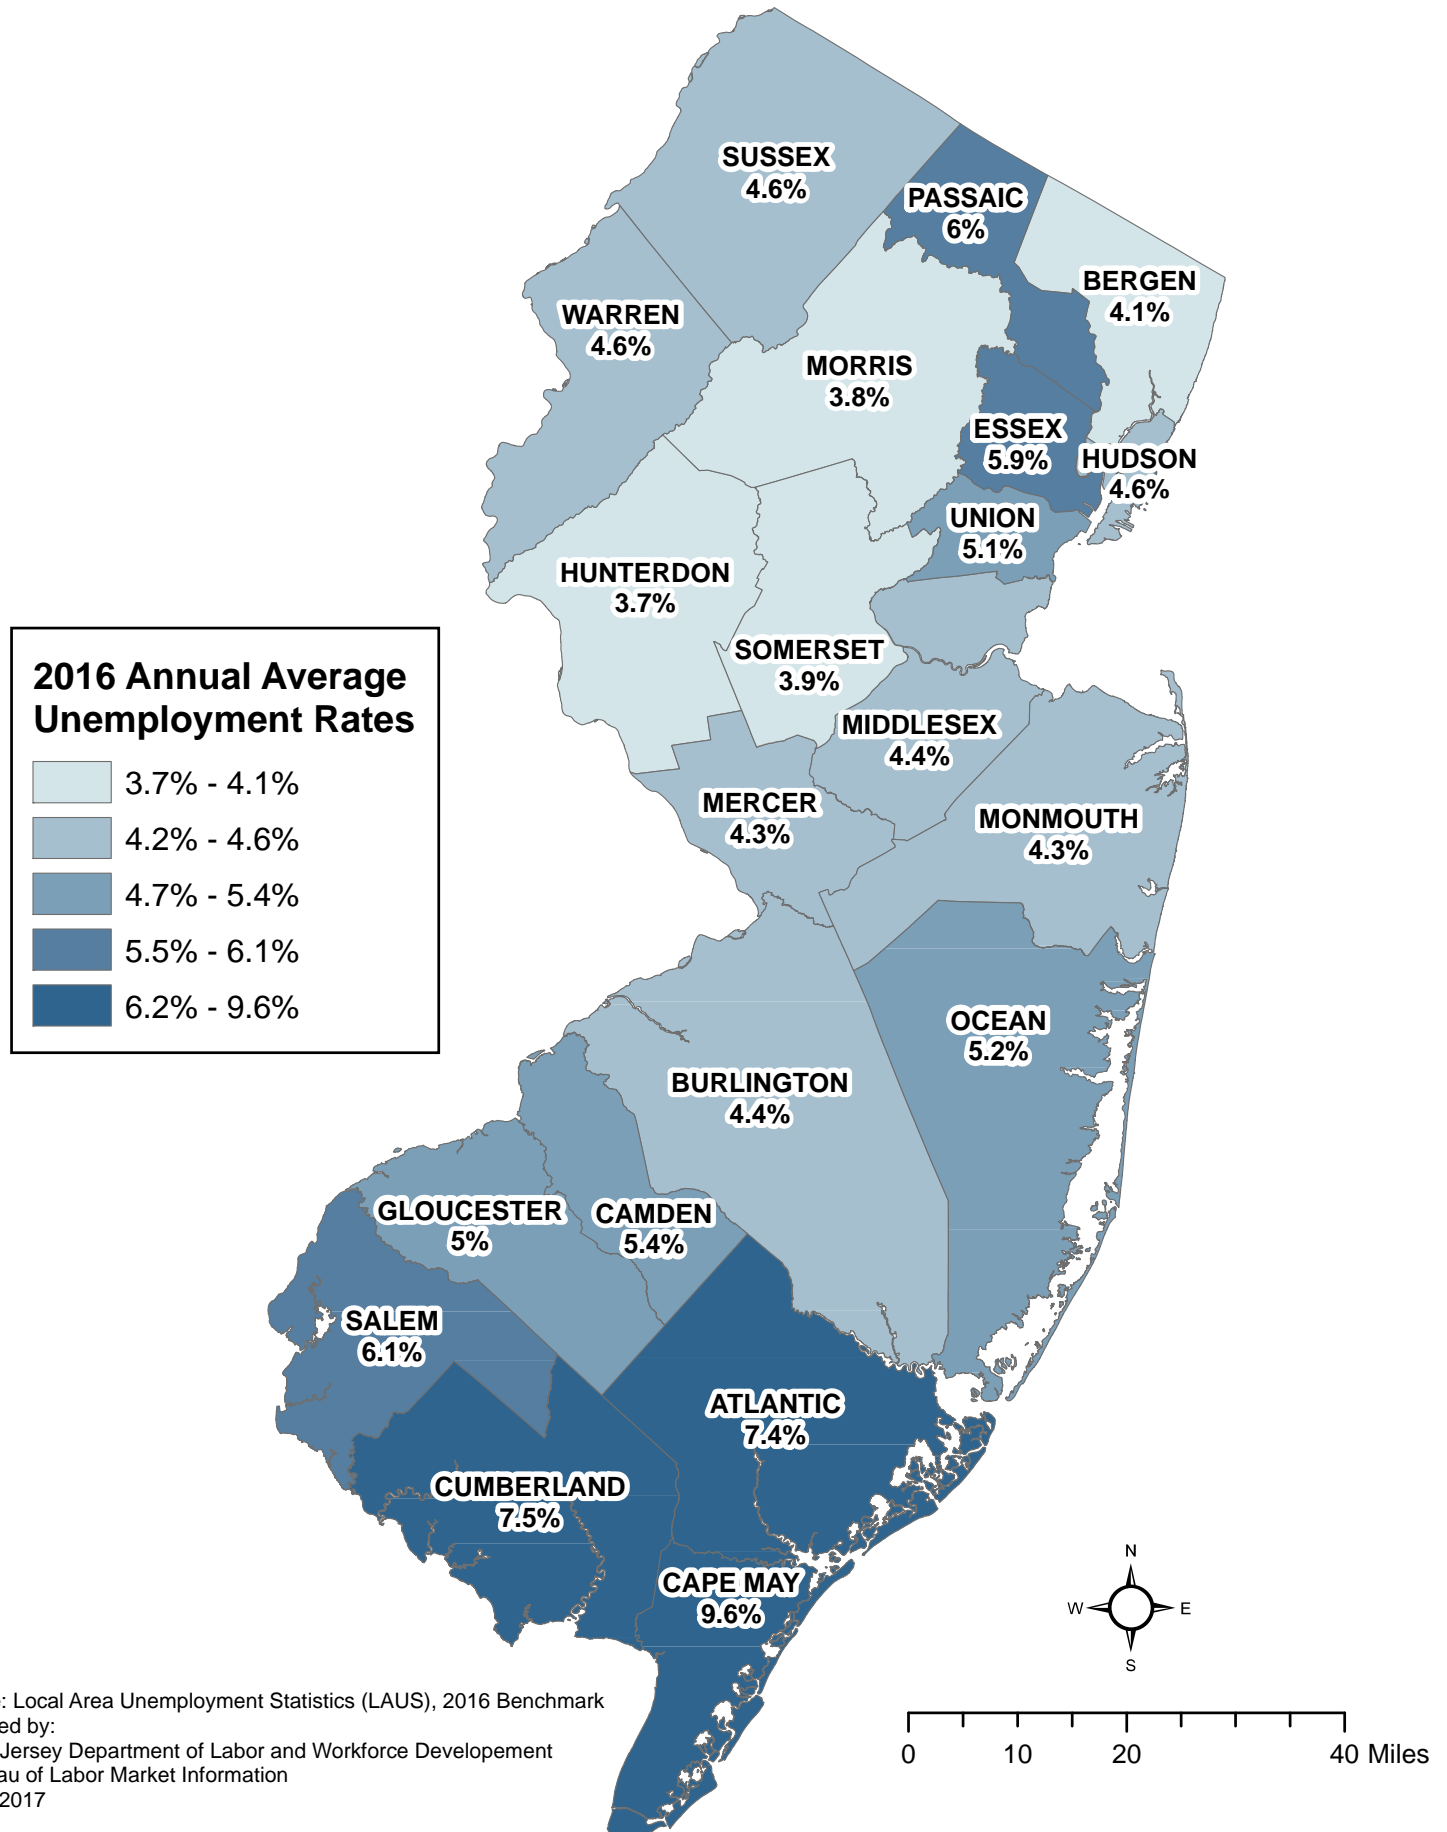 SUSSEX
4.6%
PASSAIC
6%
BERGEN
4.1%
WARREN
4.6%
MORRIS
3.8%
ESSEX
5.9%
HUDSON
4.6%
UNION
5.1%
HUNTERDON
3.7%
SOMERSET
3.9%
MIDDLESEX
4.4%
MERCER
4.3%
MONMOUTH
4.3%
2016 Annual Average
Unemployment Rates
3.7% - 4.1%
4.2% - 4.6%
4.7% - 5.4%
5.5% - 6.1%
6.2% - 9.6%
OCEAN
5.2%
BURLINGTON
4.4%
GLOUCESTER
5%
CAMDEN
5.4%
SALEM
6.1%
ATLANTIC
7.4%
CUMBERLAND
7.5%
CAPE MAY
9.6%
N
W E
S
: Local Area Unemployment Statistics (LAUS), 2016 Benchmark
ed by:
Jersey Department of Labor and Workforce Developement
au of Labor Market Information
2017
0 10 20 40 Miles